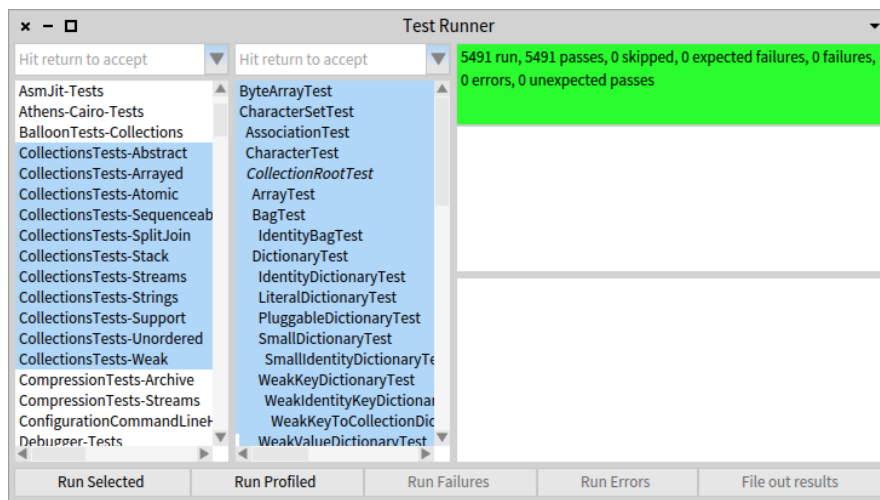 Test Runner
Hit return to accept
Hit return to accept
5491 run, 5491 passes, 0 skipped, 0 expected failures, 0 failures,
0 errors, 0 unexpected passes
AsmJit-Tests
Athens-Cairo-Tests
BalloonTests-Collections
CollectionsTests-Abstract
CollectionsTests-Arrayed
CollectionsTests-Atomic
CollectionsTests-Sequenceab
CollectionsTests-SplitJoin
CollectionsTests-Stack
CollectionsTests-Streams
CollectionsTests-Strings
CollectionsTests-Support
CollectionsTests-Unordered
CollectionsTests-Weak
CompressionTests-Archive
CompressionTests-Streams
ConfigurationCommandLineH
Debugger-Tests
ByteArrayTest
CharacterSetTest
AssociationTest
CharacterTest
CollectionRootTest
ArrayTest
BagTest
IdentityBagTest
DictionaryTest
IdentityDictionaryTest
LiteralDictionaryTest
PluggableDictionaryTest
SmallDictionaryTest
SmallIdentityDictionaryTe
WeakKeyDictionaryTest
WeakIdentityKeyDictionar
WeakKeyToCollectionDic
WeakValueDictionaryTest
Run Selected
Run Profiled
Run Failures
Run Errors
File out results